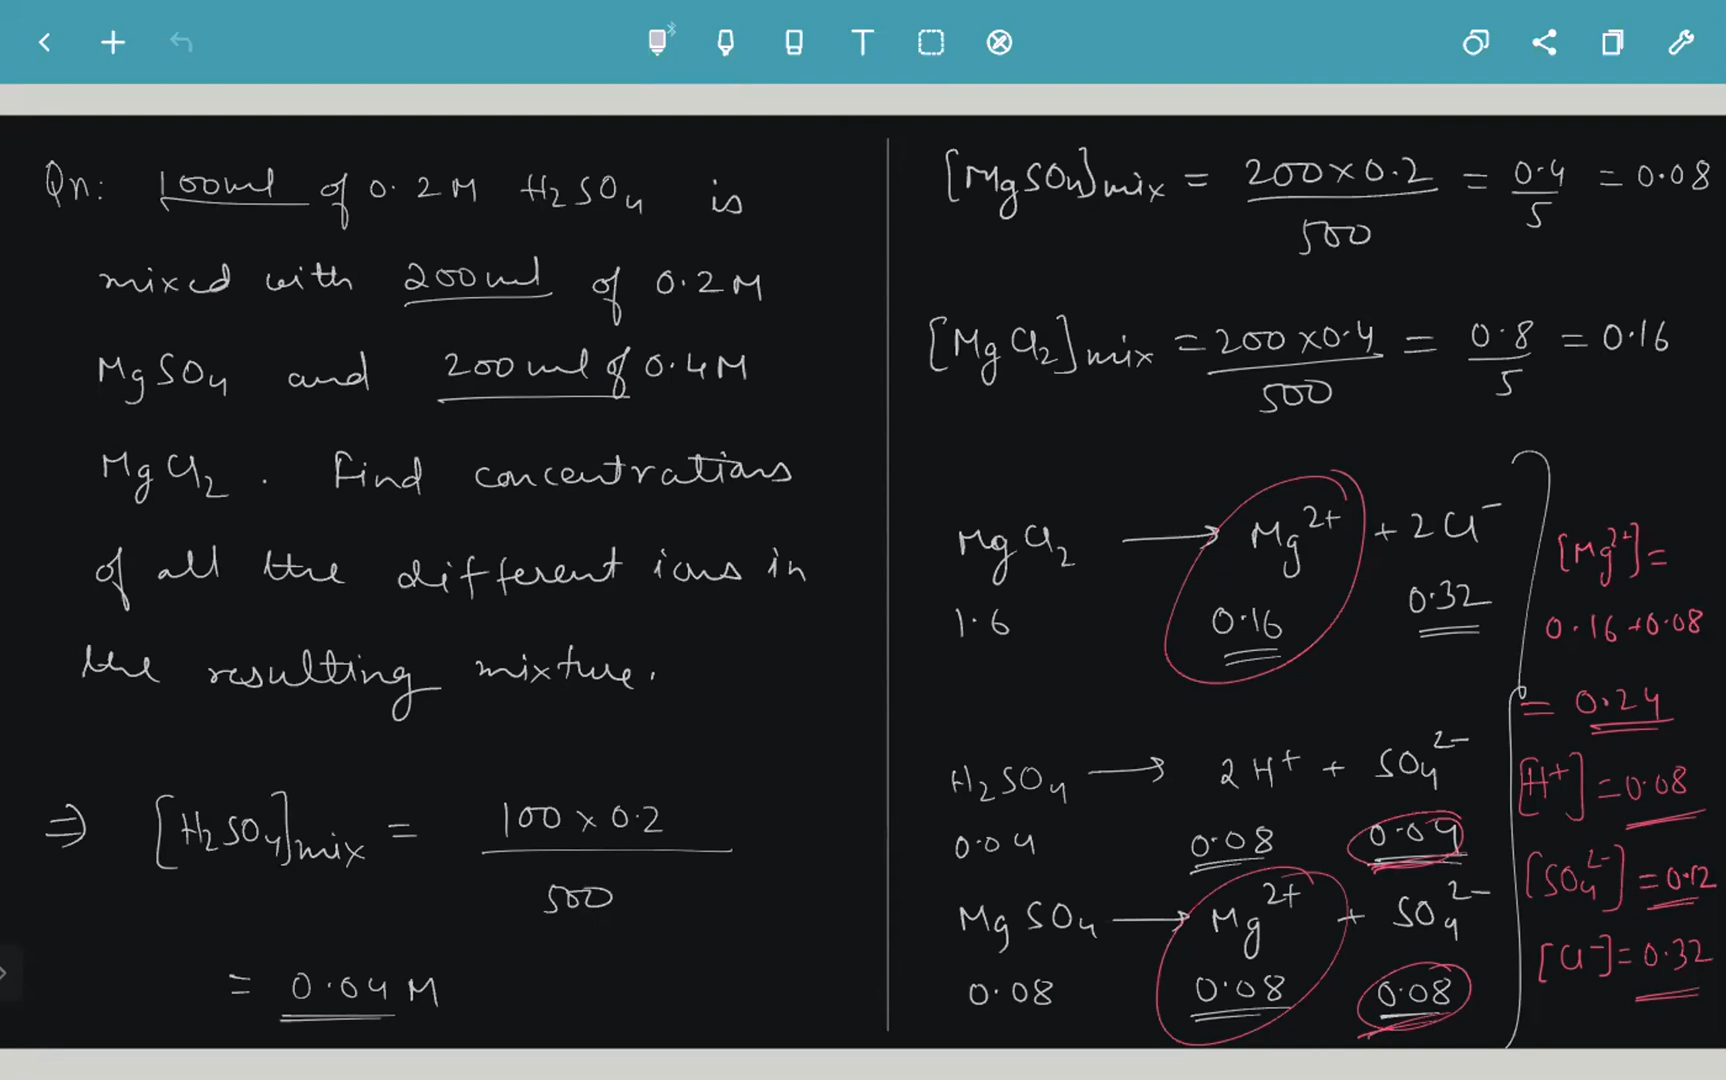 Qn: 100ml of 0.2M H₂SO₄ is
mixed with 200ml of 0.2M
MgSO₄ and 200ml of 0.4M
MgCl₂. Find concentrations
of all the different ions in
the resulting mixture.
⇒ [H₂SO₄]mix = 100 × 0.2 / 500
= 0.04 M
[MgSO₄]mix = 200×0.2 / 500 = 0.4 / 5 = 0.08
[MgCl₂]mix = 200×0.4 / 500 = 0.8 / 5 = 0.16
MgCl₂ → Mg²⁺ + 2Cl⁻
1.6 0.16 0.32
H₂SO₄ → 2H⁺ + SO₄²⁻
0.04 0.08 0.04
MgSO₄ → Mg²⁺ + SO₄²⁻
0.08 0.08 0.08
[Mg²⁺] =
0.16+0.08
= 0.24
[H⁺] = 0.08
[SO₄²⁻] = 0.12
[Cl⁻] = 0.32